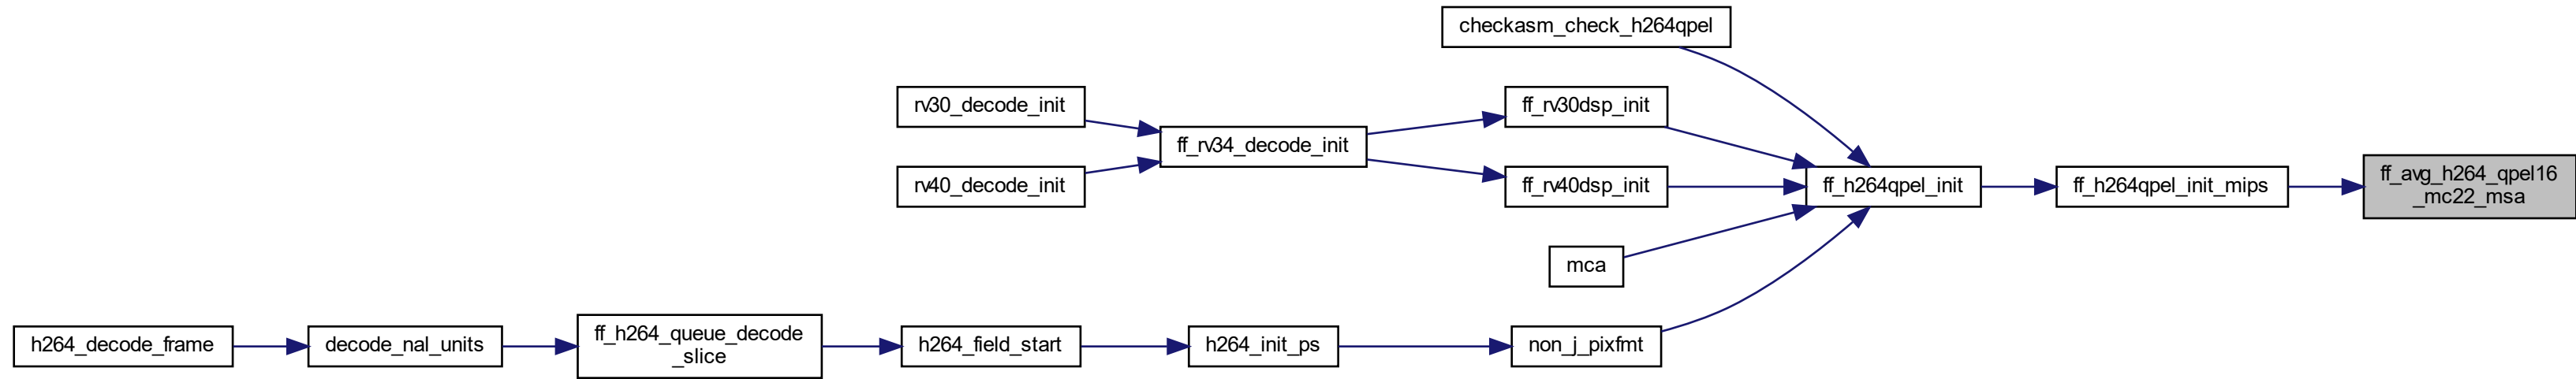 checkasm_check_h264qpel
rv30_decode_init
ff_rv30dsp_init
ff_rv34_decode_init
rv40_decode_init
ff_rv40dsp_init
ff_h264qpel_init
ff_h264qpel_init_mips
ff_avg_h264_qpel16
_mc22_msa
mca
h264_decode_frame
decode_nal_units
ff_h264_queue_decode
_slice
h264_field_start
h264_init_ps
non_j_pixfmt